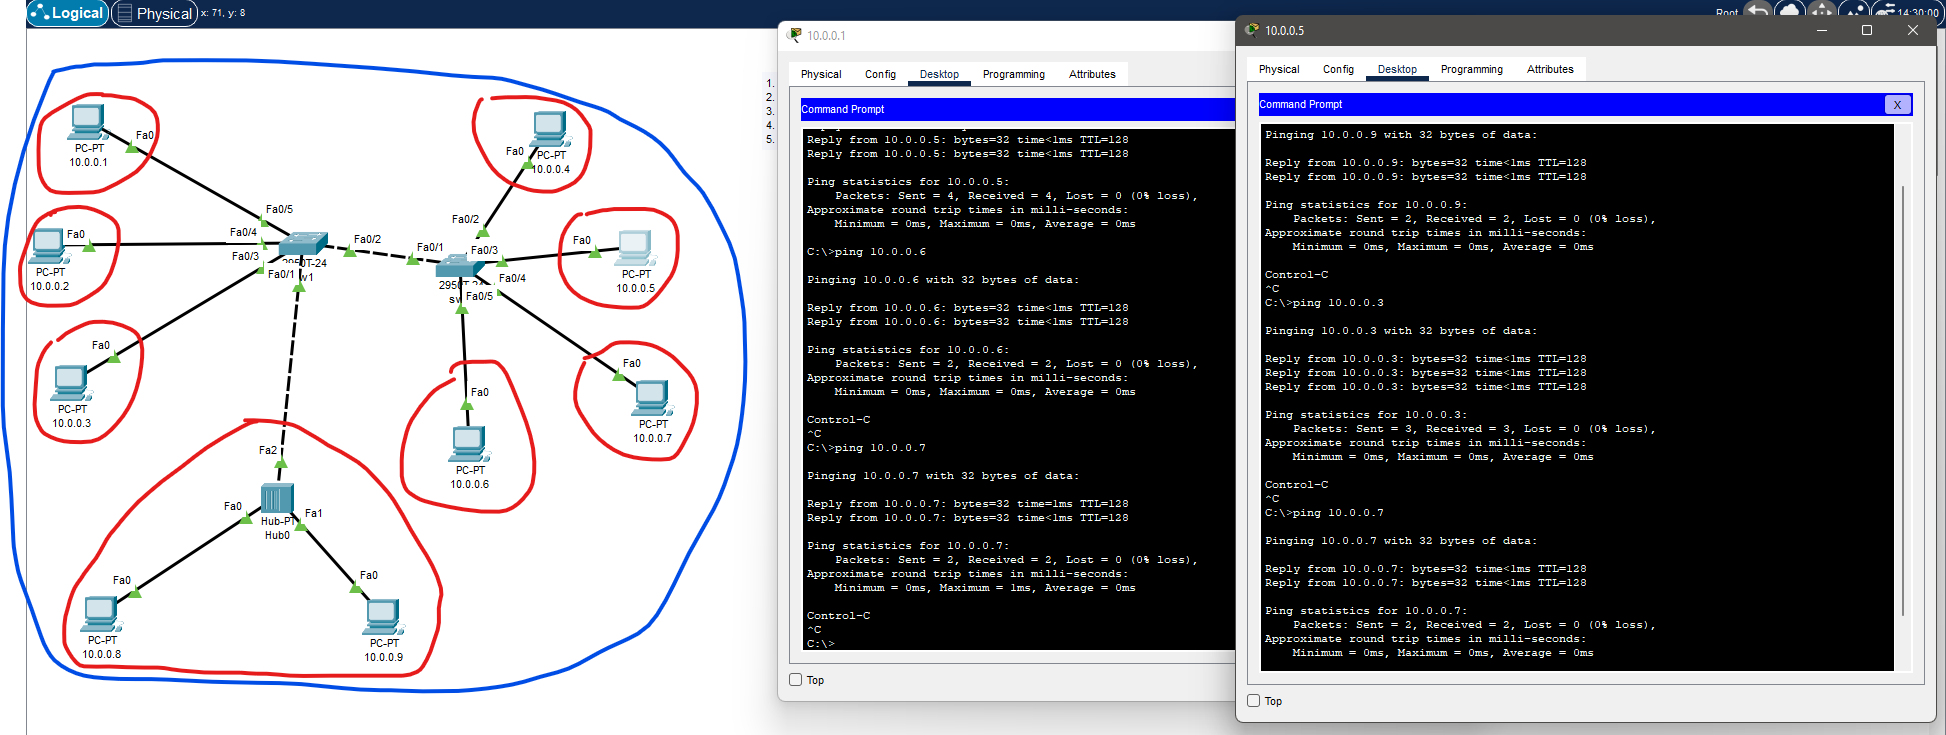 Logical
Physical
x: 71, y: 8
Root
14:30:00
1.
2.
3.
4.
5.
Fa0
PC-PT
10.0.0.1
Fa0
PC-PT
10.0.0.2
Fa0
PC-PT
10.0.0.3
Fa0/5
Fa0/4
Fa0/3
Fa0/1
Fa0/2
Fa0/1
Fa0/2
Fa0/3
Fa0/4
Fa0/5
Fa0
PC-PT
10.0.0.4
Fa0
PC-PT
10.0.0.5
Fa0
PC-PT
10.0.0.7
Fa0
PC-PT
10.0.0.6
Fa2
Fa0
Fa1
Hub-PT
Hub0
Fa0
PC-PT
10.0.0.8
Fa0
PC-PT
10.0.0.9
10.0.0.1
Physical Config Desktop Programming Attributes
Command Prompt
Reply from 10.0.0.5: bytes=32 time<1ms TTL=128
Reply from 10.0.0.5: bytes=32 time<1ms TTL=128
Ping statistics for 10.0.0.5:
Packets: Sent = 4, Received = 4, Lost = 0 (0% loss),
Approximate round trip times in milli-seconds:
Minimum = 0ms, Maximum = 0ms, Average = 0ms
C:\>ping 10.0.0.6
Pinging 10.0.0.6 with 32 bytes of data:
Reply from 10.0.0.6: bytes=32 time<1ms TTL=128
Reply from 10.0.0.6: bytes=32 time<1ms TTL=128
Ping statistics for 10.0.0.6:
Packets: Sent = 2, Received = 2, Lost = 0 (0% loss),
Approximate round trip times in milli-seconds:
Minimum = 0ms, Maximum = 0ms, Average = 0ms
Control-C
^C
C:\>ping 10.0.0.7
Pinging 10.0.0.7 with 32 bytes of data:
Reply from 10.0.0.7: bytes=32 time=1ms TTL=128
Reply from 10.0.0.7: bytes=32 time<1ms TTL=128
Ping statistics for 10.0.0.7:
Packets: Sent = 2, Received = 2, Lost = 0 (0% loss),
Approximate round trip times in milli-seconds:
Minimum = 0ms, Maximum = 1ms, Average = 0ms
Control-C
^C
C:\>
Top
10.0.0.5
Physical Config Desktop Programming Attributes
Command Prompt
X
Pinging 10.0.0.9 with 32 bytes of data:
Reply from 10.0.0.9: bytes=32 time<1ms TTL=128
Reply from 10.0.0.9: bytes=32 time<1ms TTL=128
Ping statistics for 10.0.0.9:
Packets: Sent = 2, Received = 2, Lost = 0 (0% loss),
Approximate round trip times in milli-seconds:
Minimum = 0ms, Maximum = 0ms, Average = 0ms
Control-C
^C
C:\>ping 10.0.0.3
Pinging 10.0.0.3 with 32 bytes of data:
Reply from 10.0.0.3: bytes=32 time<1ms TTL=128
Reply from 10.0.0.3: bytes=32 time<1ms TTL=128
Reply from 10.0.0.3: bytes=32 time<1ms TTL=128
Ping statistics for 10.0.0.3:
Packets: Sent = 3, Received = 3, Lost = 0 (0% loss),
Approximate round trip times in milli-seconds:
Minimum = 0ms, Maximum = 0ms, Average = 0ms
Control-C
^C
C:\>ping 10.0.0.7
Pinging 10.0.0.7 with 32 bytes of data:
Reply from 10.0.0.7: bytes=32 time<1ms TTL=128
Reply from 10.0.0.7: bytes=32 time<1ms TTL=128
Ping statistics for 10.0.0.7:
Packets: Sent = 2, Received = 2, Lost = 0 (0% loss),
Approximate round trip times in milli-seconds:
Minimum = 0ms, Maximum = 0ms, Average = 0ms
Top